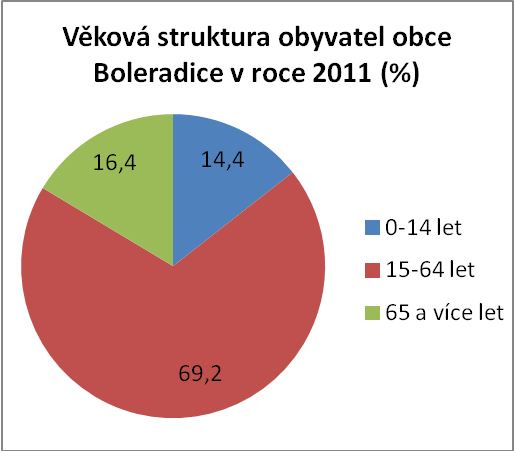 Věková struktura obyvatel obce
Boleradice v roce 2011 (%)
16,4
14,4
69,2
0-14 let
15-64 let
65 a více let